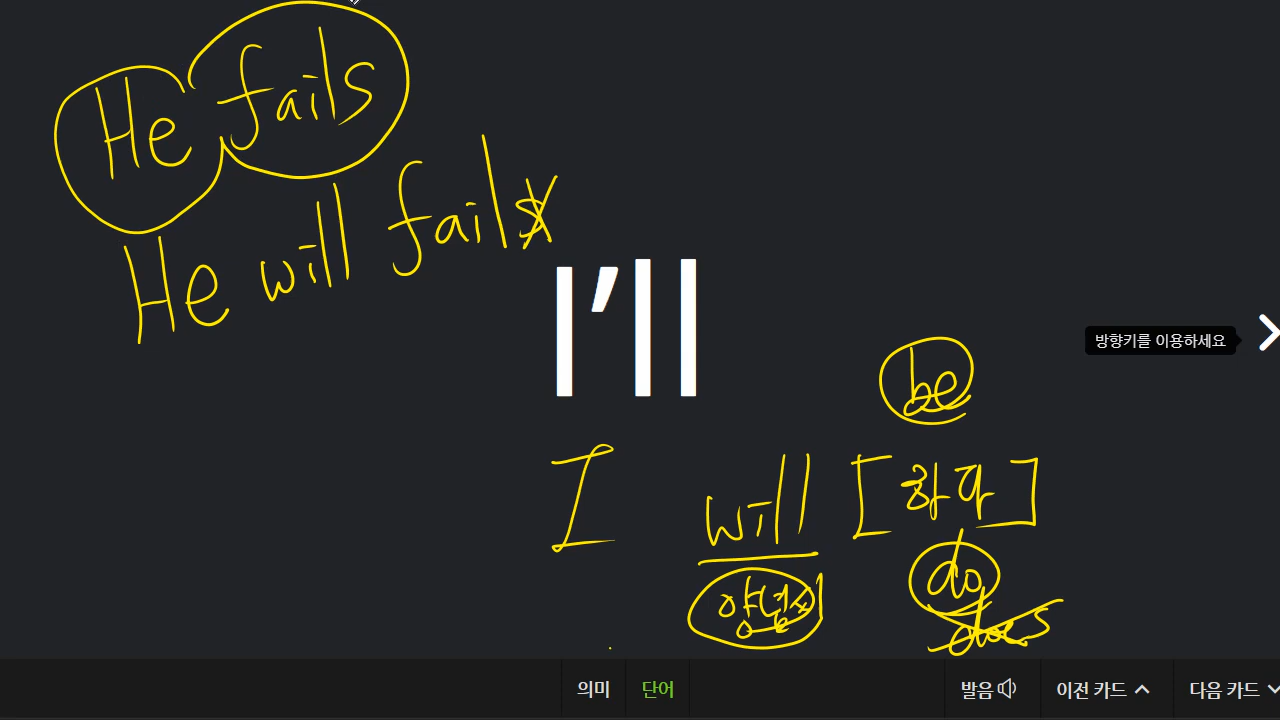 He fails
He will fails
I'll
방향키를 이용하세요
be
I will [하다]
양념씨
do
does
의미 단어 발음 이전 카드 다음 카드